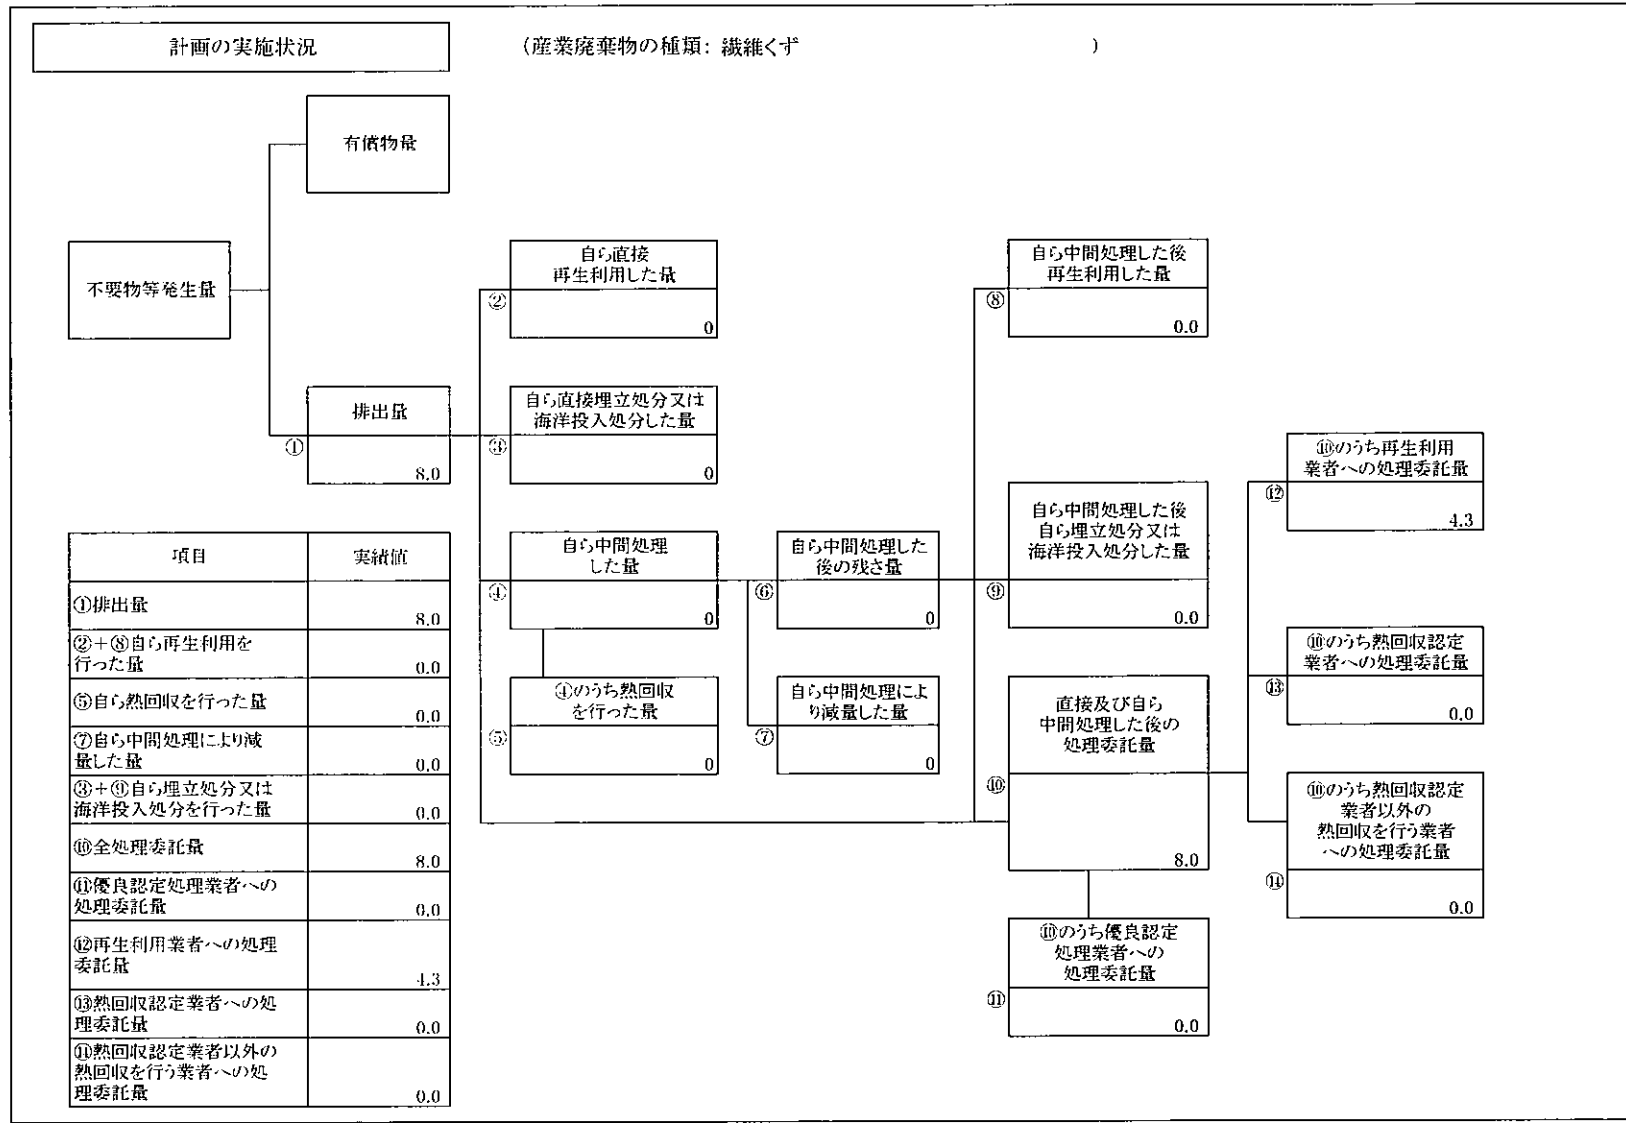 計画の実施状況
(産業廃棄物の種類: 繊維くず )
有償物量
不要物等発生量
排出量
①
8.0
自ら直接
再生利用した量
②
0
自ら直接埋立処分又は
海洋投入処分した量
③
0
自ら中間処理
した量
④
0
④のうち熱回収
を行った量
⑤
0
自ら中間処理した
後の残さ量
⑥
0
自ら中間処理によ
り減量した量
⑦
0
自ら中間処理した後
再生利用した量
⑧
0.0
自ら中間処理した後
自ら埋立処分又は
海洋投入処分した量
⑨
0.0
直接及び自ら
中間処理した後の
処理委託量
⑩
8.0
⑩のうち優良認定
処理業者への
処理委託量
⑪
0.0
⑩のうち再生利用
業者への処理委託量
⑫
4.3
⑩のうち熱回収認定
業者への処理委託量
⑬
0.0
⑩のうち熱回収認定
業者以外の
熱回収を行う業者
への処理委託量
⑭
0.0
項目 実績値
①排出量
8.0
②+⑧自ら再生利用を
行った量 0.0
⑤自ら熱回収を行った量
0.0
⑦自ら中間処理により減
量した量 0.0
③+⑨自ら埋立処分又は
海洋投入処分を行った量 0.0
⑩全処理委託量
8.0
⑪優良認定処理業者への
処理委託量 0.0
⑫再生利用業者への処理
委託量
4.3
⑬熱回収認定業者への処
理委託量 0.0
⑭熱回収認定業者以外の
熱回収を行う業者への処
理委託量 0.0